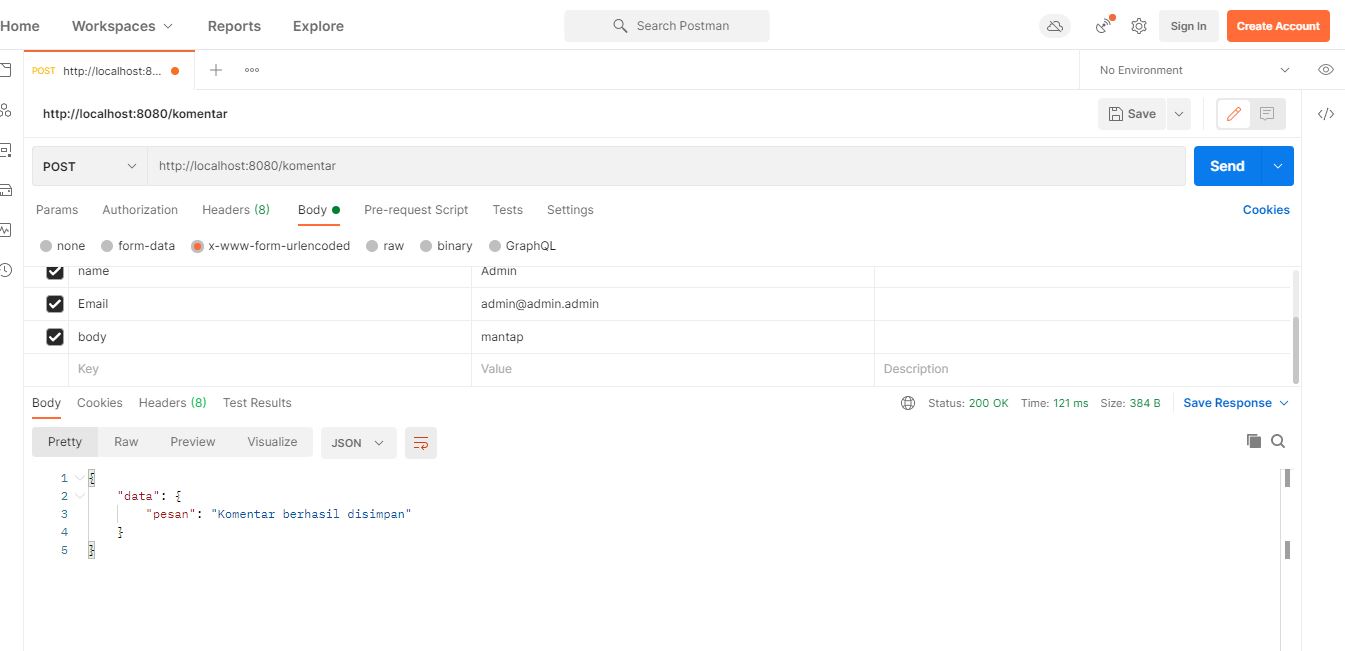 Home Workspaces Reports Explore Search Postman Sign In Create Account
POST http://localhost:8... No Environment
http://localhost:8080/komentar Save
POST http://localhost:8080/komentar Send
Params Authorization Headers (8) Body Pre-request Script Tests Settings Cookies
none form-data x-www-form-urlencoded raw binary GraphQL
name Admin
Email admin@admin.admin
body mantap
Key Value Description
Body Cookies Headers (8) Test Results Status: 200 OK Time: 121 ms Size: 384 B Save Response
Pretty Raw Preview Visualize JSON
1 {
2 "data": {
3 "pesan": "Komentar berhasil disimpan"
4 }
5 }